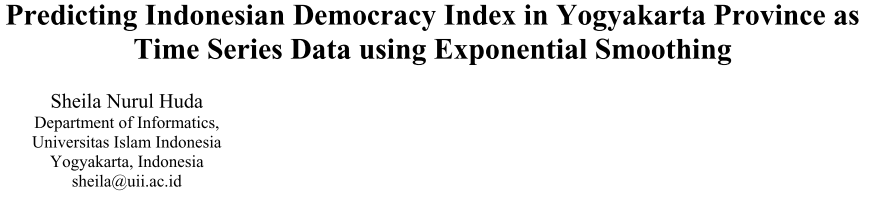 Predicting Indonesian Democracy Index in Yogyakarta Province as
Time Series Data using Exponential Smoothing
Sheila Nurul Huda
Department of Informatics,
Universitas Islam Indonesia
Yogyakarta, Indonesia
sheila@uii.ac.id